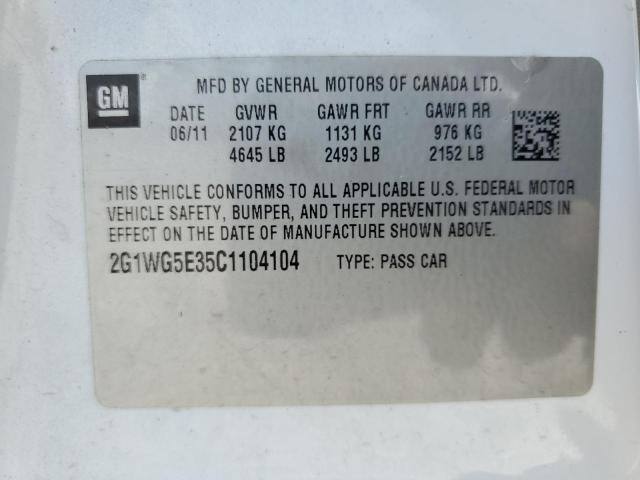 GM
MFD BY GENERAL MOTORS OF CANADA LTD.
DATE GVWR GAWR FRT GAWR RR
06/11 2107 KG 1131 KG 976 KG
4645 LB 2493 LB 2152 LB
THIS VEHICLE CONFORMS TO ALL APPLICABLE U.S. FEDERAL MOTOR
VEHICLE SAFETY, BUMPER, AND THEFT PREVENTION STANDARDS IN
EFFECT ON THE DATE OF MANUFACTURE SHOWN ABOVE.
2G1WG5E35C1104104 TYPE: PASS CAR